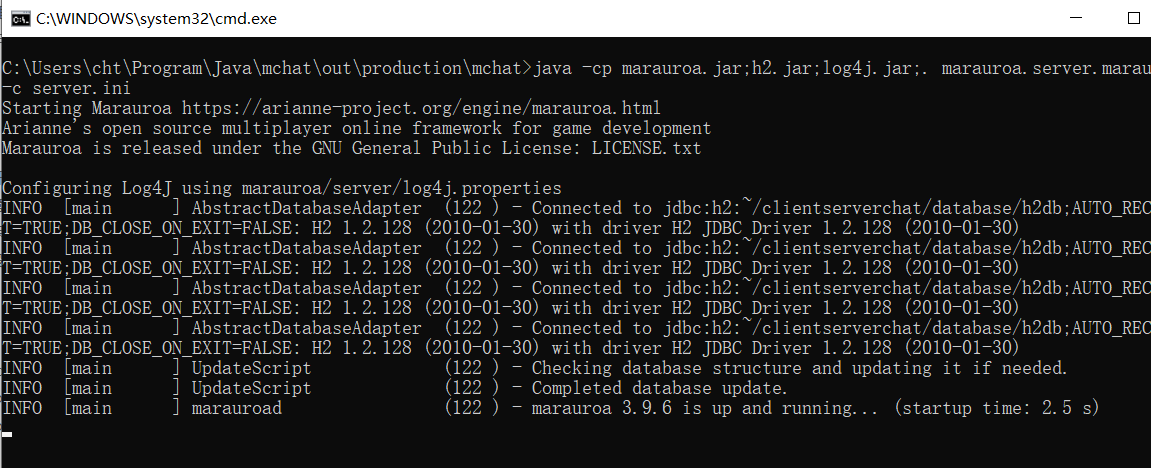 C:\WINDOWS\system32\cmd.exe
C:\Users\cht\Program\Java\mchat\out\production\mchat>java -cp marauroa.jar;h2.jar;log4j.jar;. marauroa.server.marau
-c server.ini
Starting Marauroa https://arianne-project.org/engine/marauroa.html
Arianne's open source multiplayer online framework for game development
Marauroa is released under the GNU General Public License: LICENSE.txt
Configuring Log4J using marauroa/server/log4j.properties
INFO  [main      ] AbstractDatabaseAdapter  (122 ) - Connected to jdbc:h2:~/clientserverchat/database/h2db;AUTO_REC
T=TRUE;DB_CLOSE_ON_EXIT=FALSE: H2 1.2.128 (2010-01-30) with driver H2 JDBC Driver 1.2.128 (2010-01-30)
INFO  [main      ] AbstractDatabaseAdapter  (122 ) - Connected to jdbc:h2:~/clientserverchat/database/h2db;AUTO_REC
T=TRUE;DB_CLOSE_ON_EXIT=FALSE: H2 1.2.128 (2010-01-30) with driver H2 JDBC Driver 1.2.128 (2010-01-30)
INFO  [main      ] AbstractDatabaseAdapter  (122 ) - Connected to jdbc:h2:~/clientserverchat/database/h2db;AUTO_REC
T=TRUE;DB_CLOSE_ON_EXIT=FALSE: H2 1.2.128 (2010-01-30) with driver H2 JDBC Driver 1.2.128 (2010-01-30)
INFO  [main      ] AbstractDatabaseAdapter  (122 ) - Connected to jdbc:h2:~/clientserverchat/database/h2db;AUTO_REC
T=TRUE;DB_CLOSE_ON_EXIT=FALSE: H2 1.2.128 (2010-01-30) with driver H2 JDBC Driver 1.2.128 (2010-01-30)
INFO  [main      ] UpdateScript             (122 ) - Checking database structure and updating it if needed.
INFO  [main      ] UpdateScript             (122 ) - Completed database update.
INFO  [main      ] marauroad                (122 ) - marauroa 3.9.6 is up and running... (startup time: 2.5 s)